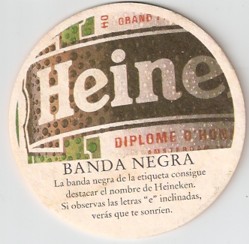 GRAND
Heine
DIPLOME D'HON
BANDA NEGRA
La banda negra de la etiqueta consigue
destacar el nombre de Heineken.
Si observas las letras "e" inclinadas,
verás que te sonríen.